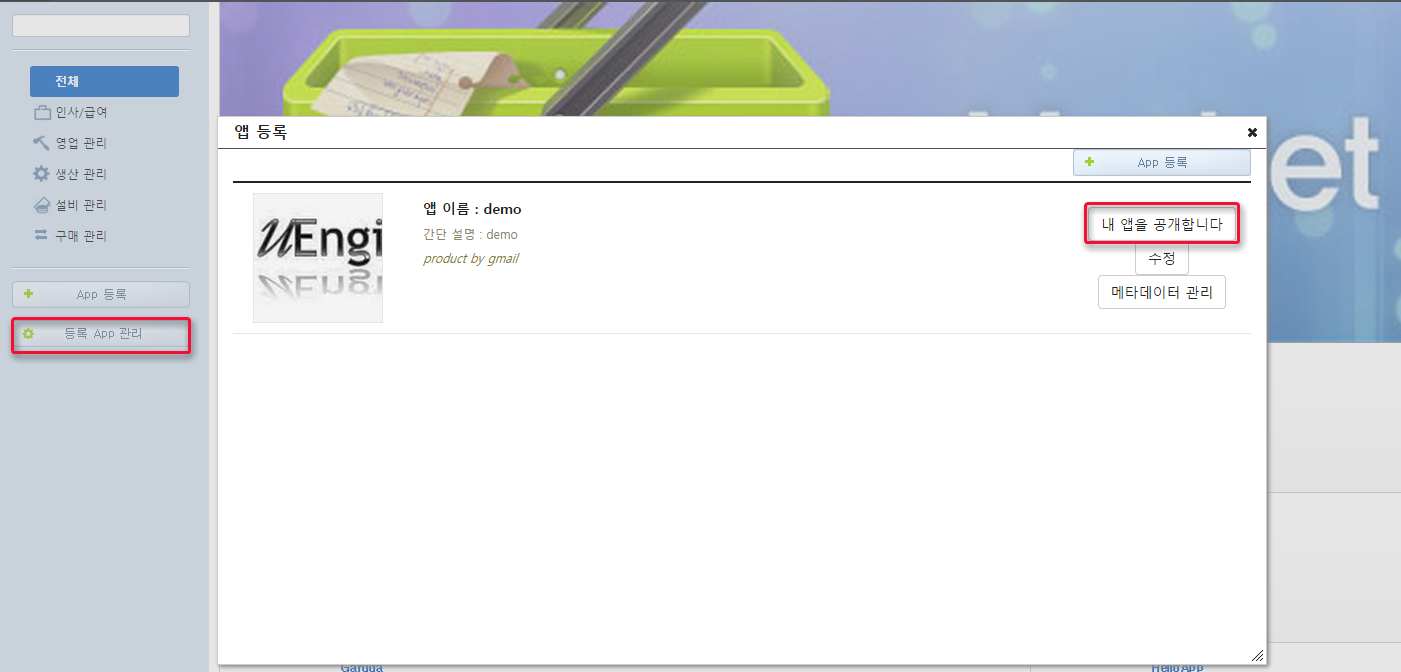 전체
인사/급여
영업 관리
생산 관리
설비 관리
구매 관리
App 등록
등록 App 관리
et
앱 등록
App 등록
UEngi
앱 이름 : demo
간단 설명 : demo
product by gmail
내 앱을 공개합니다
수정
메타데이터 관리
Garuda
HelloApp